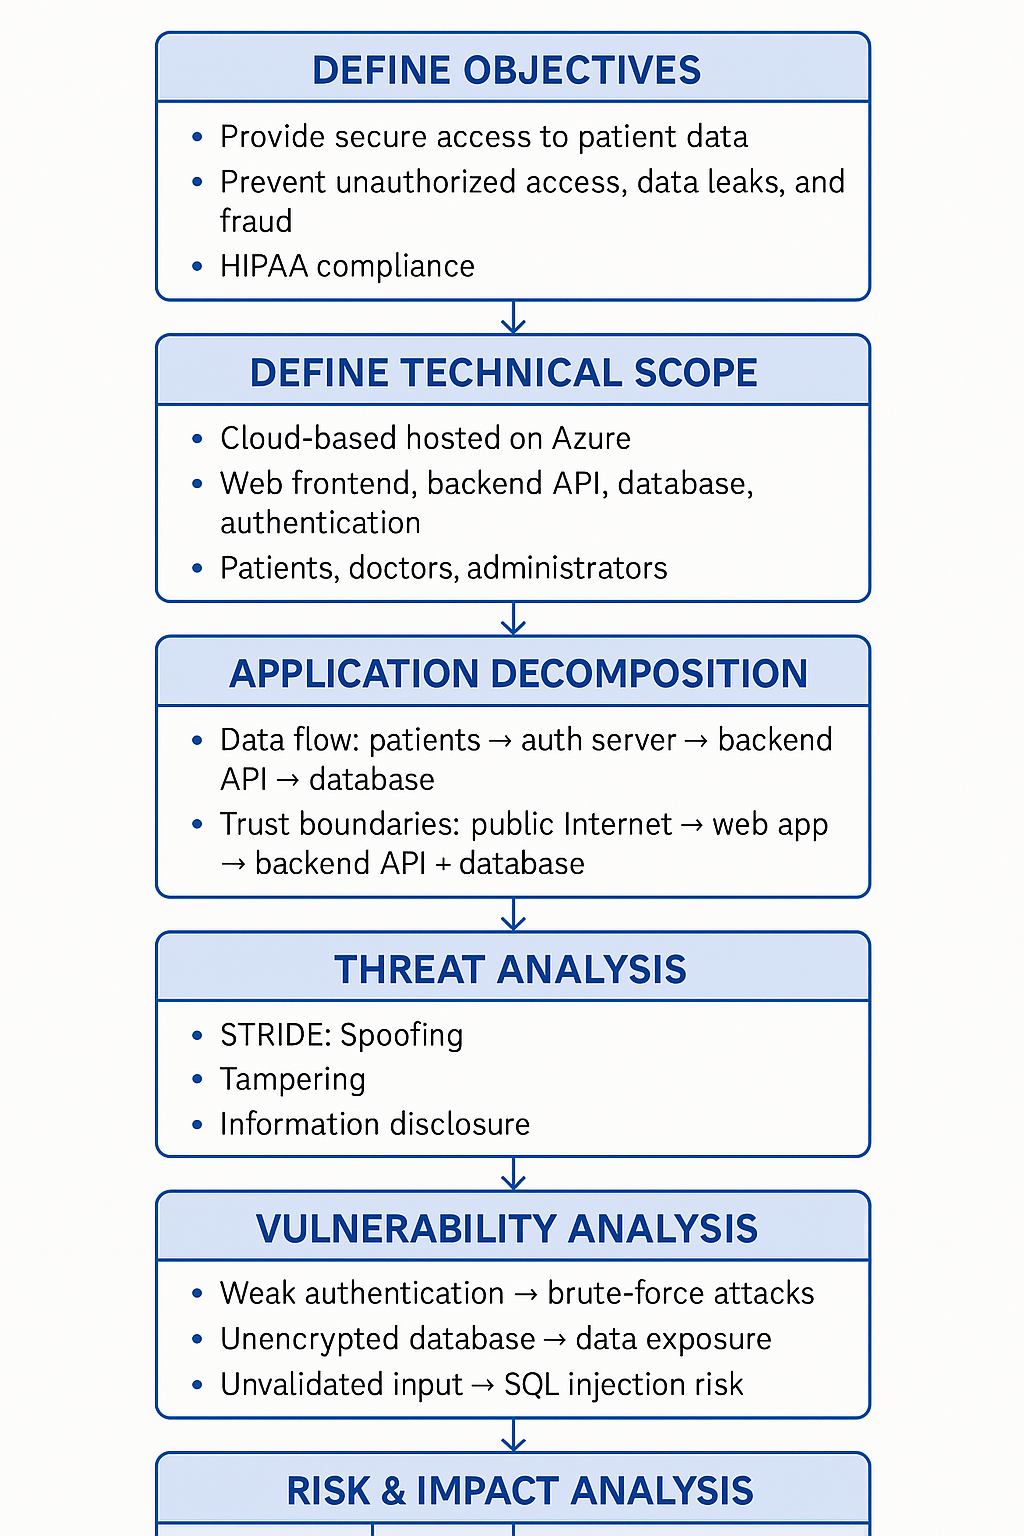 DEFINE OBJECTIVES
• Provide secure access to patient data
• Prevent unauthorized access, data leaks, and
fraud
• HIPAA compliance
DEFINE TECHNICAL SCOPE
• Cloud-based hosted on Azure
• Web frontend, backend API, database,
authentication
• Patients, doctors, administrators
APPLICATION DECOMPOSITION
• Data flow: patients → auth server → backend
API → database
• Trust boundaries: public Internet → web app
→ backend API + database
THREAT ANALYSIS
• STRIDE: Spoofing
• Tampering
• Information disclosure
VULNERABILITY ANALYSIS
• Weak authentication → brute-force attacks
• Unencrypted database → data exposure
• Unvalidated input → SQL injection risk
RISK & IMPACT ANALYSIS